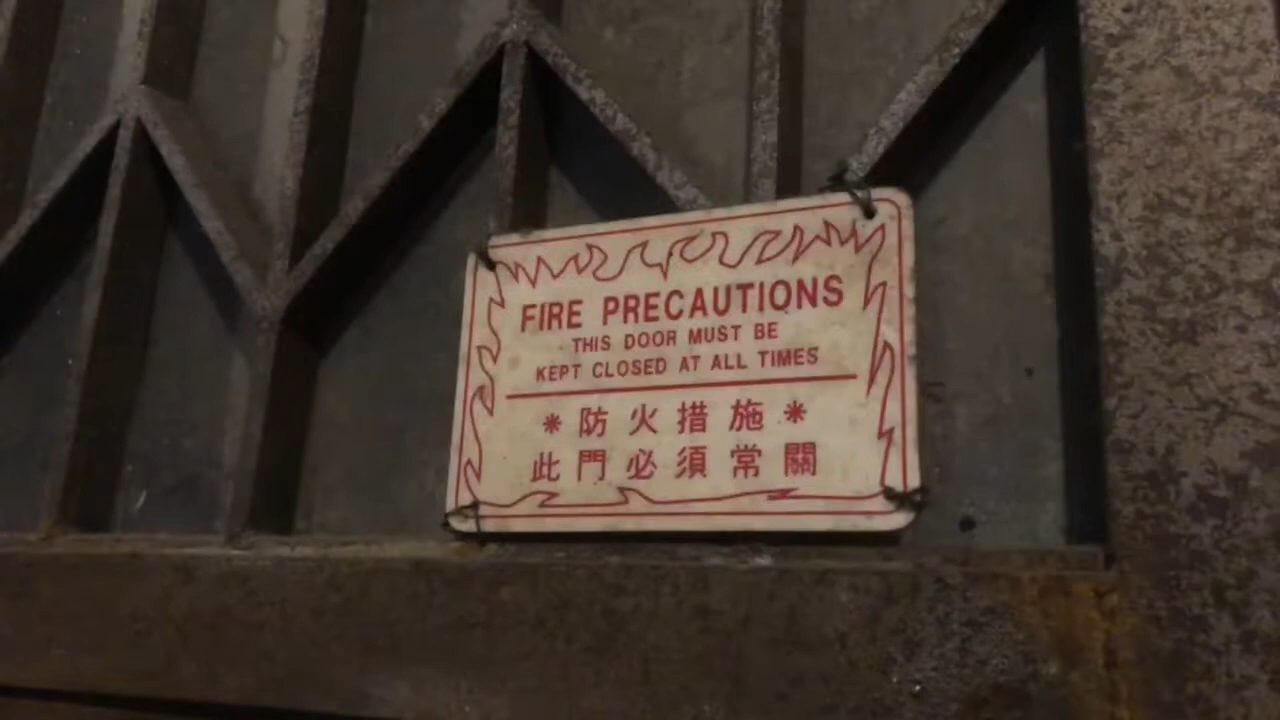 FIRE PRECAUTIONS
THIS DOOR MUST BE
KEPT CLOSED AT ALL TIMES
* 防火措施 *
此門必須常關